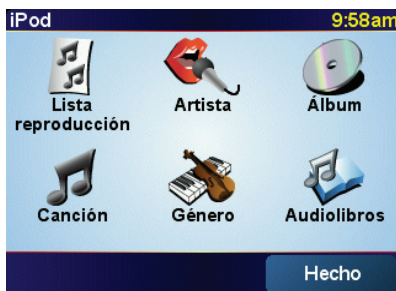 iPod 9:58am
Lista
reproducción
Artista
Álbum
Canción
Género
Audiolibros
Hecho